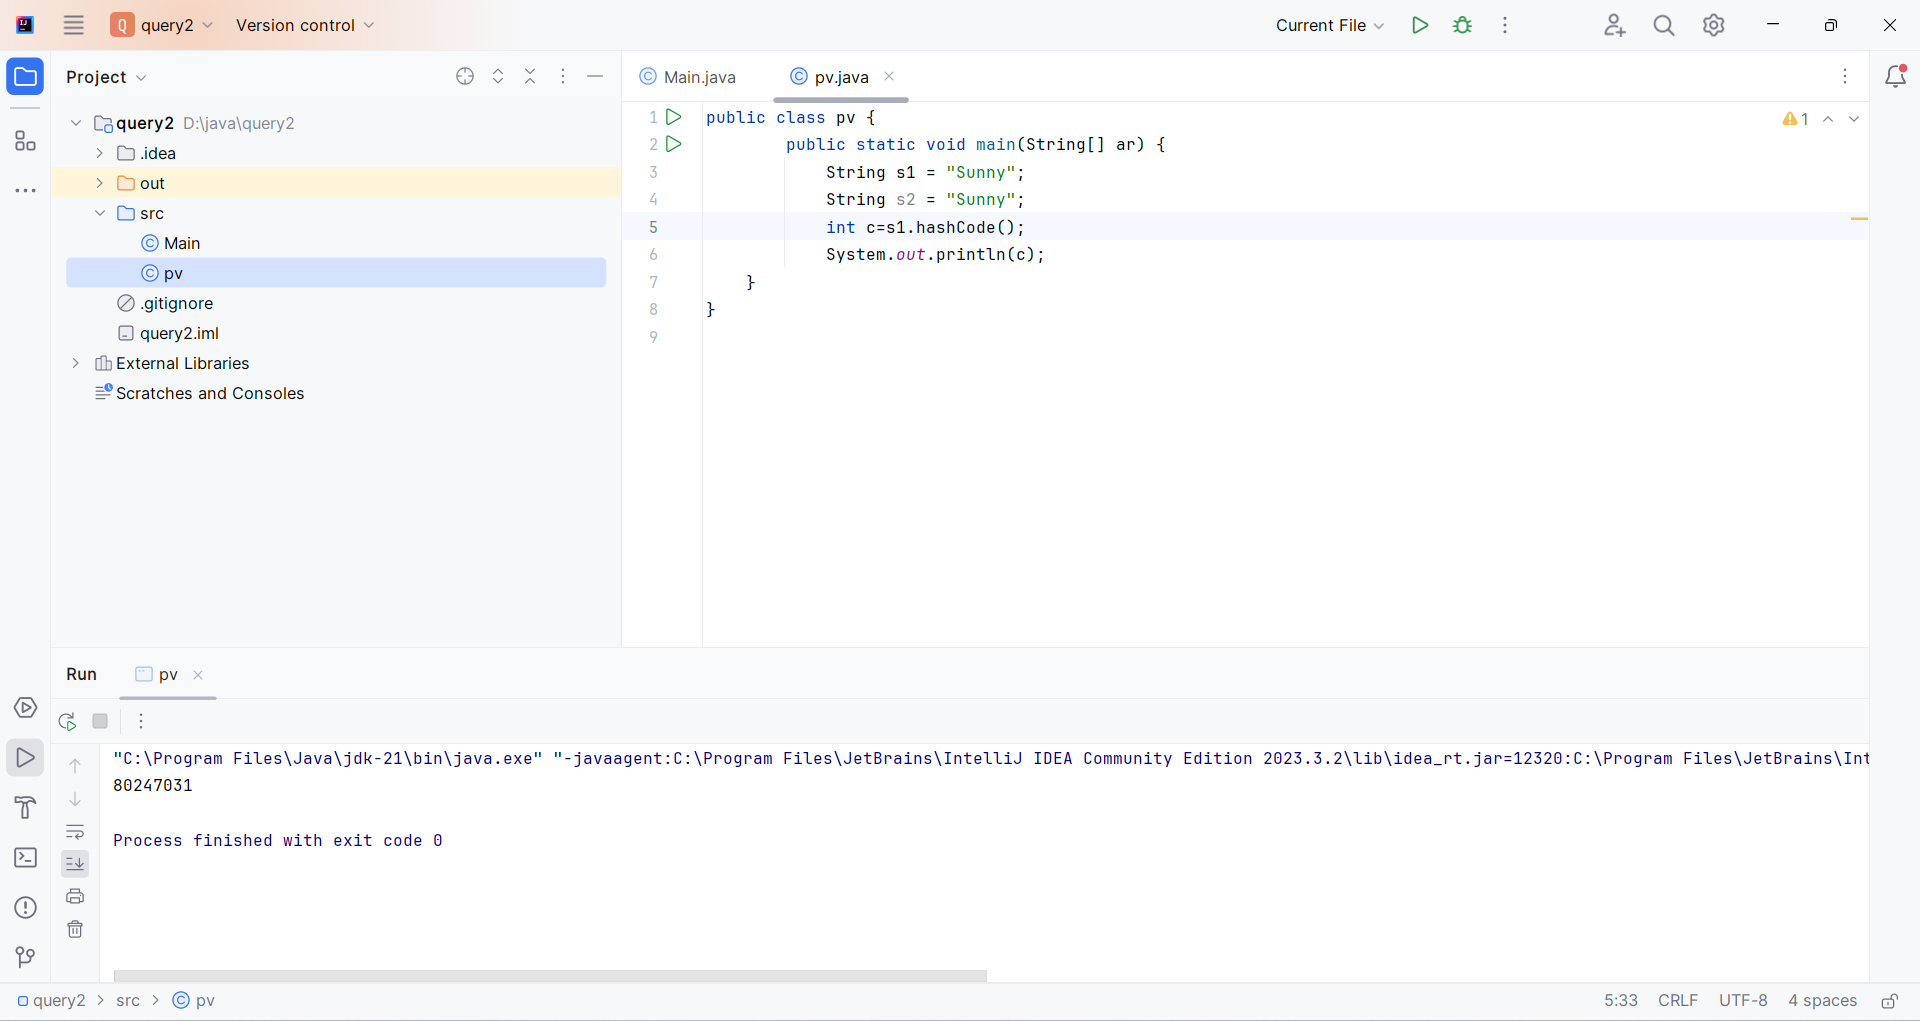 query2 Version control Current File
Project
Main.java pv.java
query2 D:\java\query2
.idea
out
src
Main
pv
.gitignore
query2.iml
External Libraries
Scratches and Consoles
1 public class pv {
2 public static void main(String[] ar) {
3 String s1 = "Sunny";
4 String s2 = "Sunny";
5 int c=s1.hashCode();
6 System.out.println(c);
7 }
8 }
9
1
Run pv
"C:\Program Files\Java\jdk-21\bin\java.exe" "-javaagent:C:\Program Files\JetBrains\IntelliJ IDEA Community Edition 2023.3.2\lib\idea_rt.jar=12320:C:\Program Files\JetBrains\Int
80247031
Process finished with exit code 0
query2 > src > pv
5:33 CRLF UTF-8 4 spaces